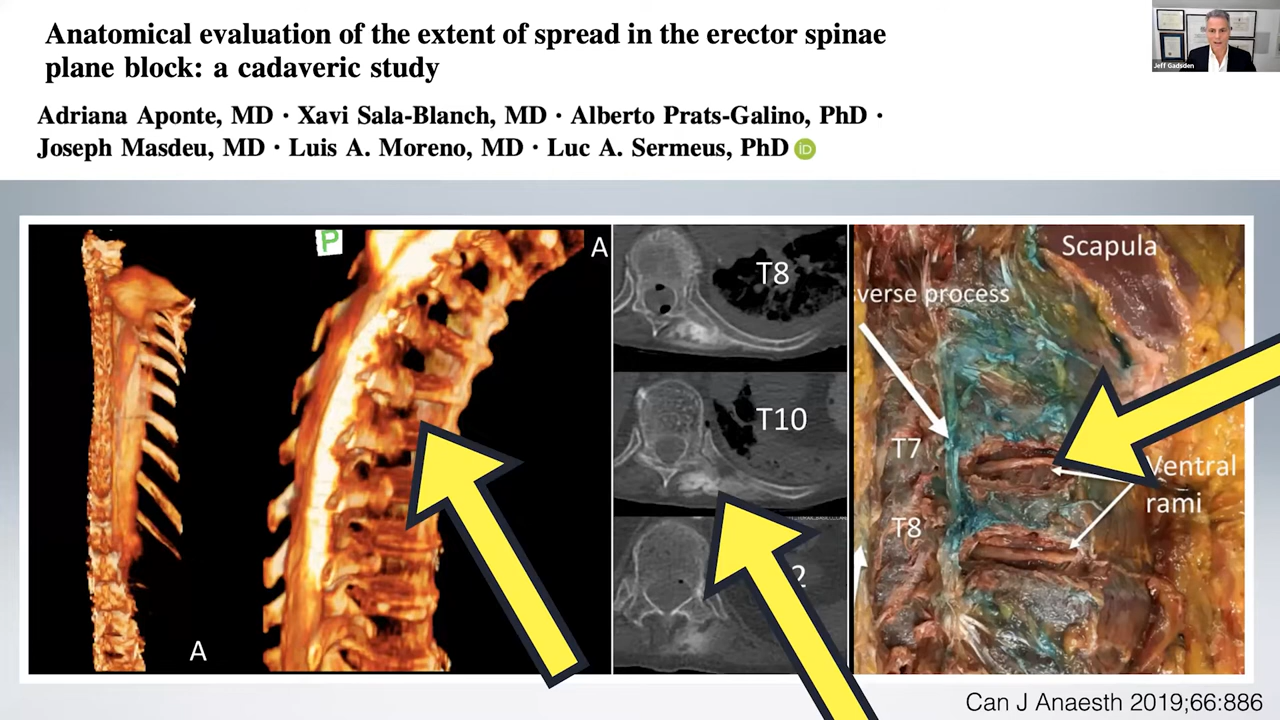 Anatomical evaluation of the extent of spread in the erector spinae
plane block: a cadaveric study
Adriana Aponte, MD · Xavi Sala-Blanch, MD · Alberto Prats-Galino, PhD ·
Joseph Masdeu, MD · Luis A. Moreno, MD · Luc A. Sermeus, PhD iD
Jeff Gadsden
P
A
A
T8
T10
2
Scapula
verse process
T7
T8
Ventral
rami
Can J Anaesth 2019;66:886